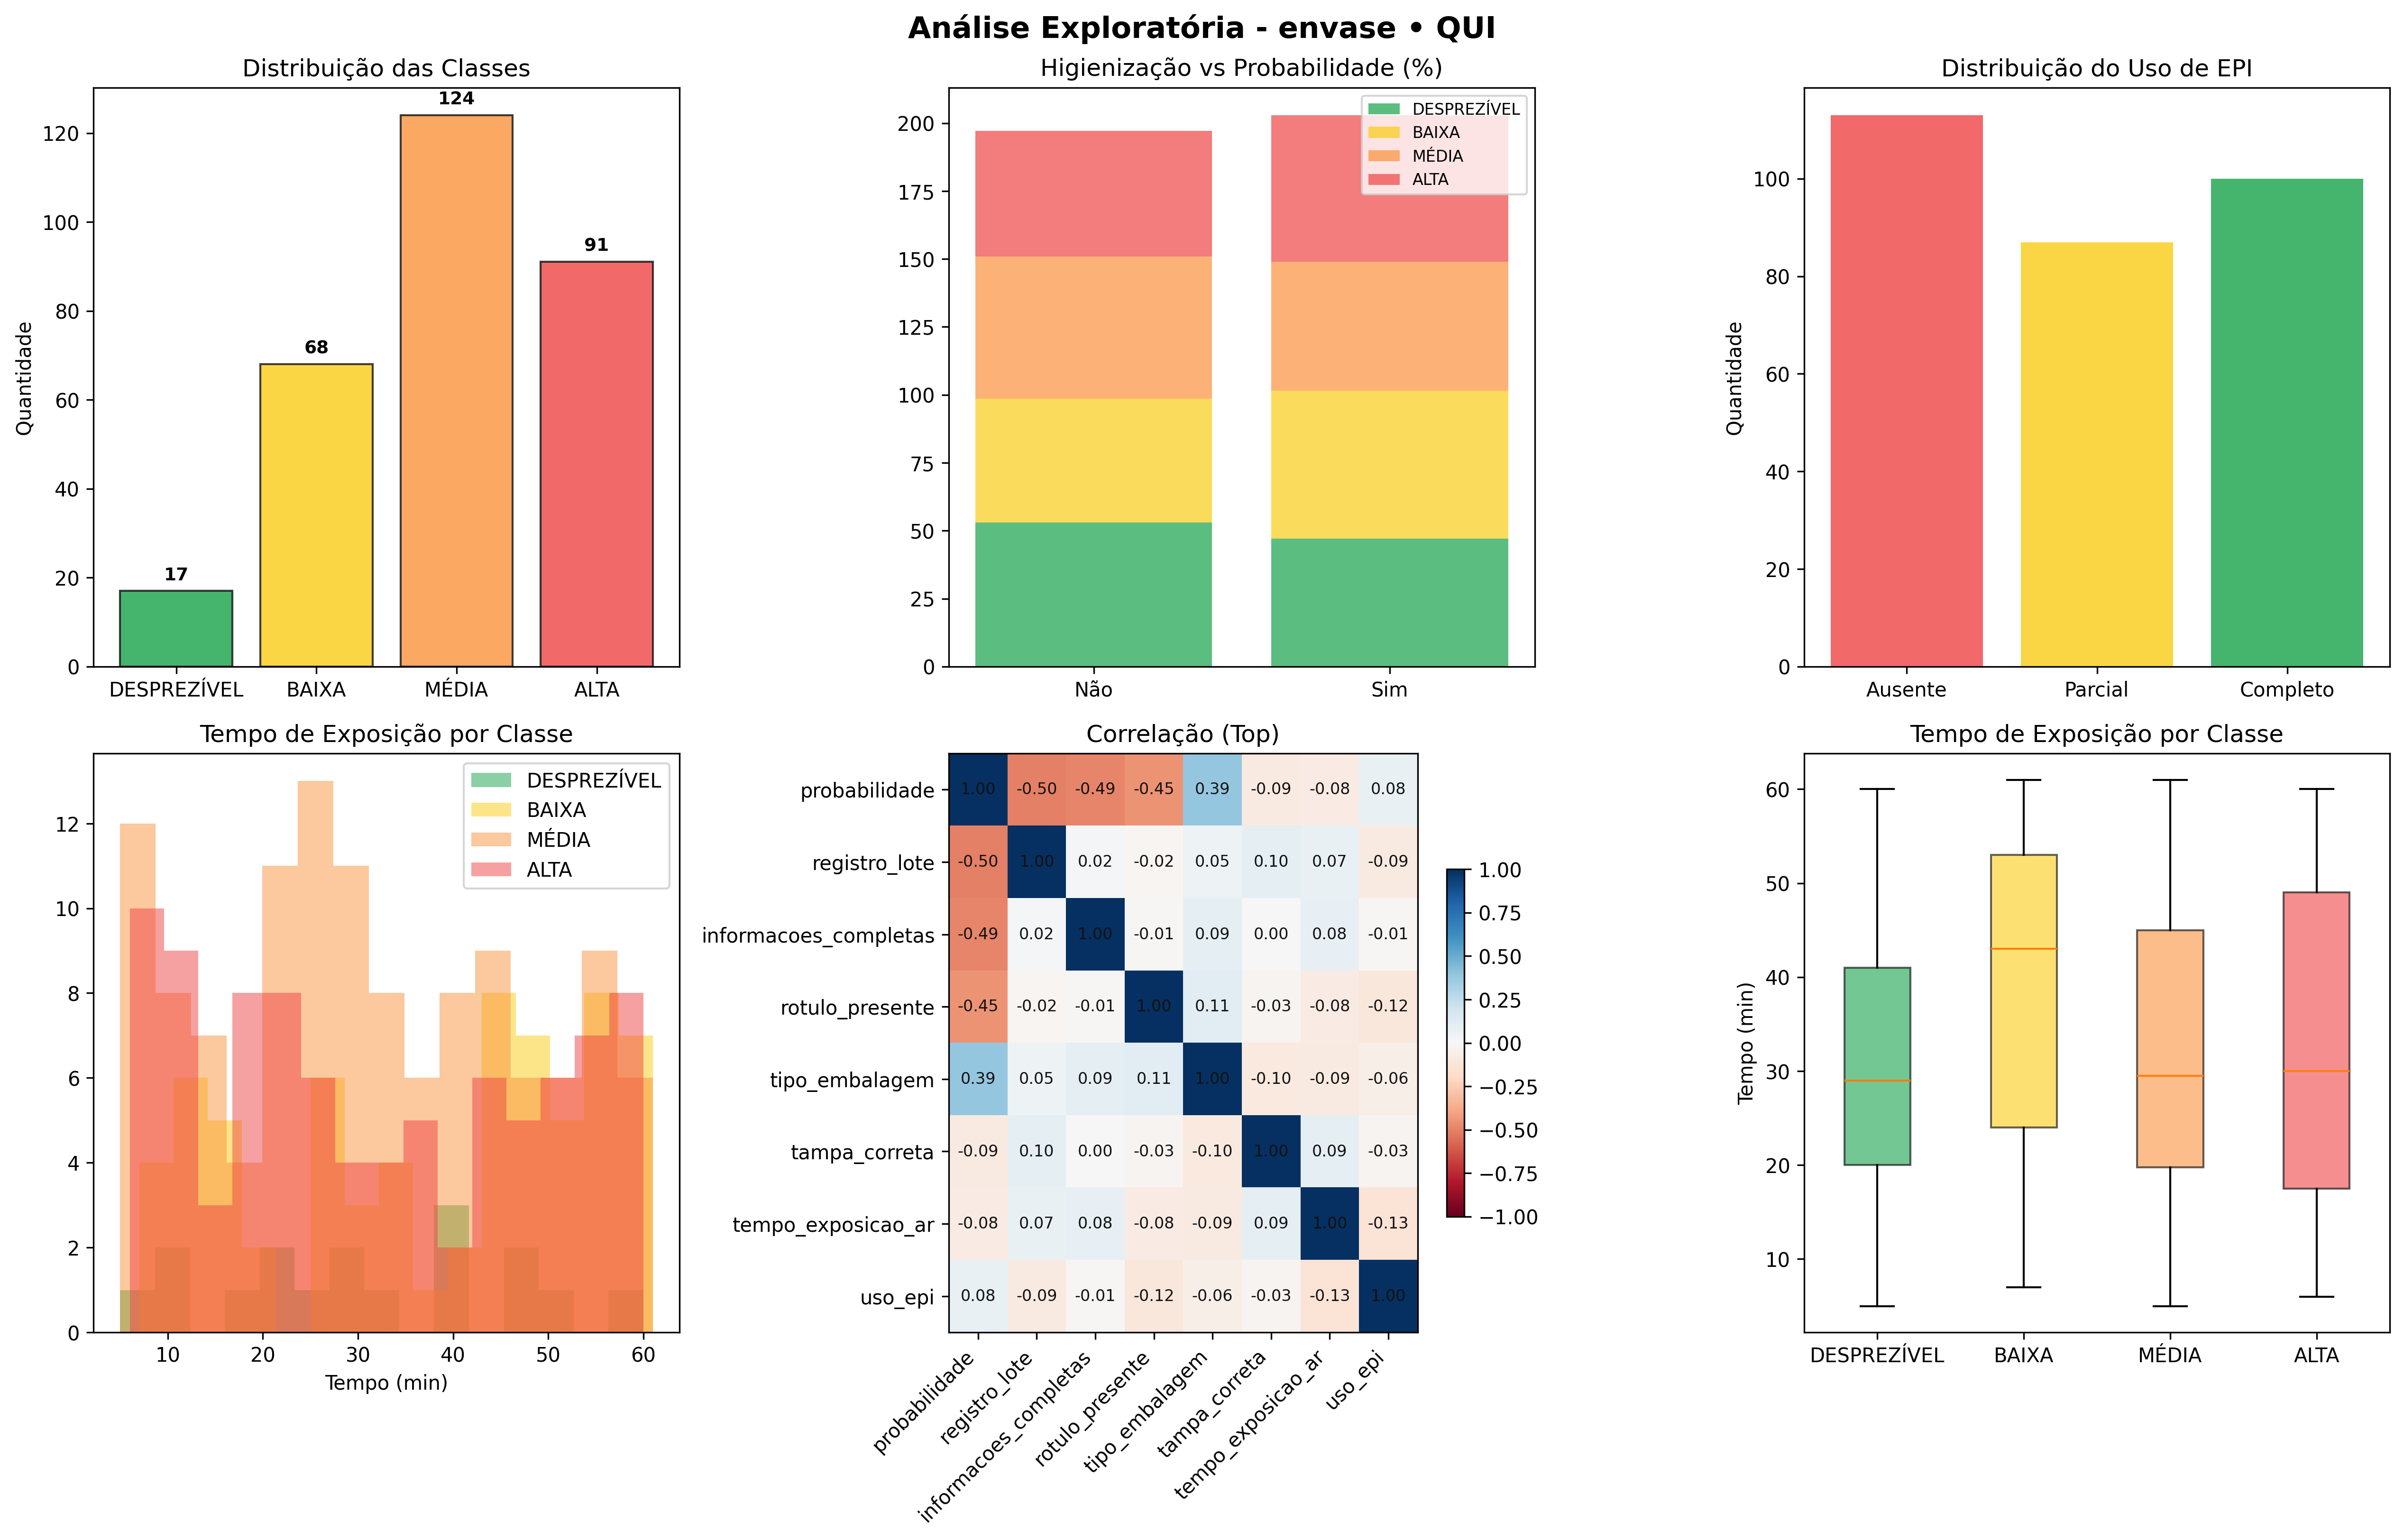 Análise Exploratória - envase • QUI
Distribuição das Classes
Quantidade
120
100
80
60
40
20
0
17
68
124
91
DESPREZÍVEL BAIXA MÉDIA ALTA
Higienização vs Probabilidade (%)
200
175
150
125
100
75
50
25
0
DESPREZÍVEL
BAIXA
MÉDIA
ALTA
Não Sim
Distribuição do Uso de EPI
Quantidade
100
80
60
40
20
0
Ausente Parcial Completo
Tempo de Exposição por Classe
12
10
8
6
4
2
0
DESPREZÍVEL
BAIXA
MÉDIA
ALTA
10 20 30 40 50 60
Tempo (min)
Correlação (Top)
probabilidade 1.00 -0.50 -0.49 -0.45 0.39 -0.09 -0.08 0.08
registro_lote -0.50 1.00 0.02 -0.02 0.05 0.10 0.07 -0.09
informacoes_completas -0.49 0.02 1.00 -0.01 0.09 0.00 0.08 -0.01
rotulo_presente -0.45 -0.02 -0.01 1.00 0.11 -0.03 -0.08 -0.12
tipo_embalagem 0.39 0.05 0.09 0.11 1.00 -0.10 -0.09 -0.06
tampa_correta -0.09 0.10 0.00 -0.03 -0.10 1.00 0.09 -0.03
tempo_exposicao_ar -0.08 0.07 0.08 -0.08 -0.09 0.09 1.00 -0.13
uso_epi 0.08 -0.09 -0.01 -0.12 -0.06 -0.03 -0.13 1.00
probabilidade
registro_lote
informacoes_completas
rotulo_presente
tipo_embalagem
tampa_correta
tempo_exposicao_ar
uso_epi
1.00
0.75
0.50
0.25
0.00
−0.25
−0.50
−0.75
−1.00
Tempo de Exposição por Classe
Tempo (min)
60
50
40
30
20
10
DESPREZÍVEL BAIXA MÉDIA ALTA